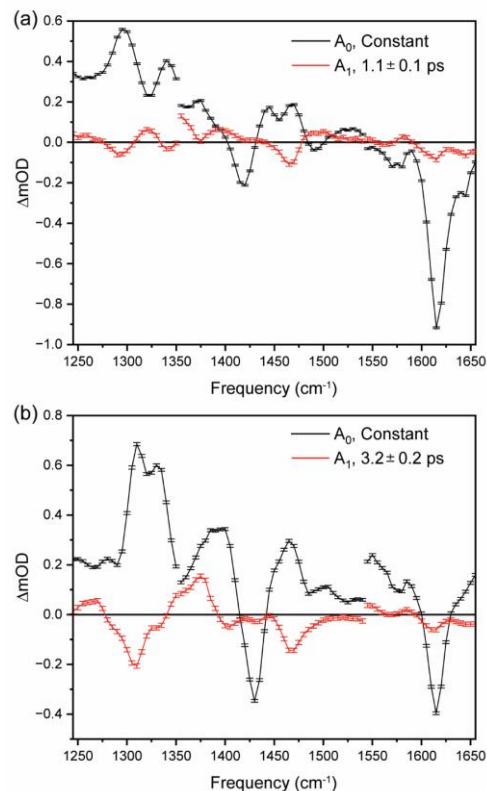 (a)
A₀, Constant
A₁, 1.1 ± 0.1 ps
0.6
0.4
0.2
0.0
−0.2
−0.4
−0.6
−0.8
−1.0
ΔmOD
1250 1300 1350 1400 1450 1500 1550 1600 1650
Frequency (cm⁻¹)
(b)
A₀, Constant
A₁, 3.2 ± 0.2 ps
0.8
0.6
0.4
0.2
0.0
−0.2
−0.4
ΔmOD
1250 1300 1350 1400 1450 1500 1550 1600 1650
Frequency (cm⁻¹)